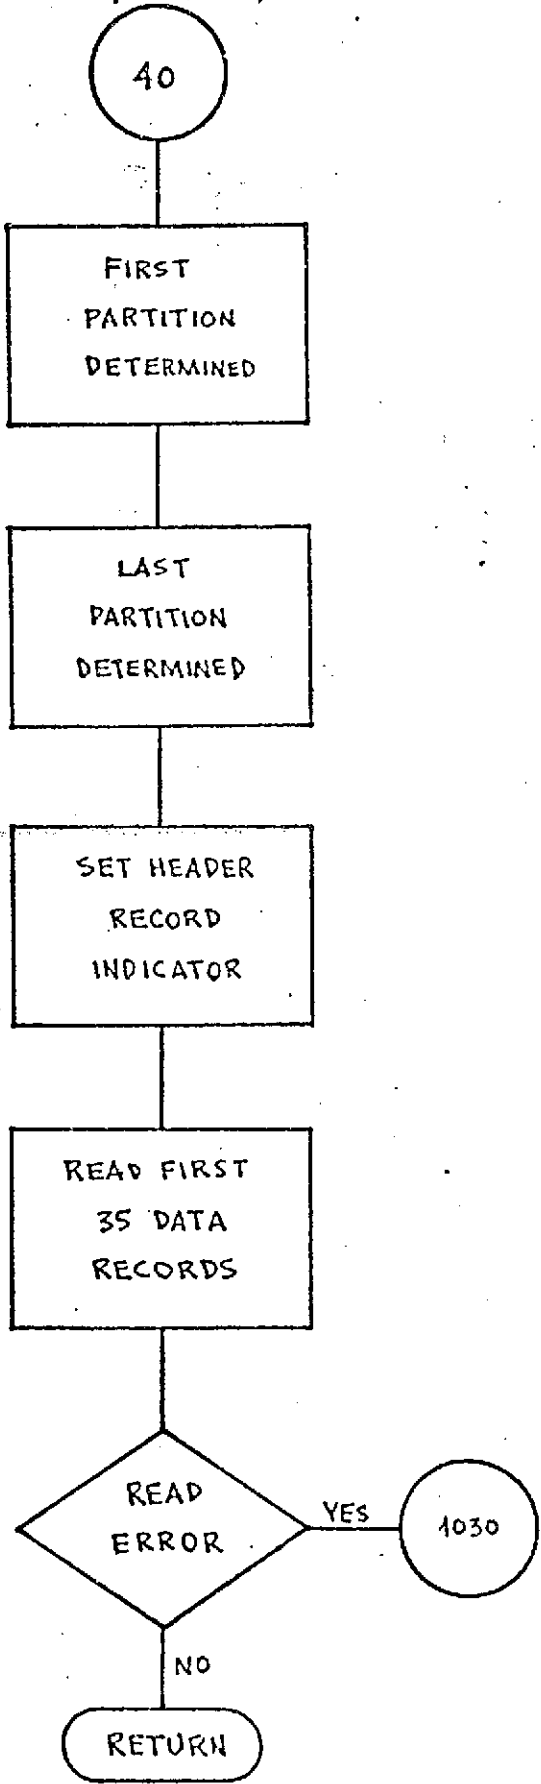 40
FIRST
PARTITION
DETERMINED
LAST
PARTITION
DETERMINED
SET HEADER
RECORD
INDICATOR
READ FIRST
35 DATA
RECORDS
READ
ERROR
YES
1030
NO
RETURN